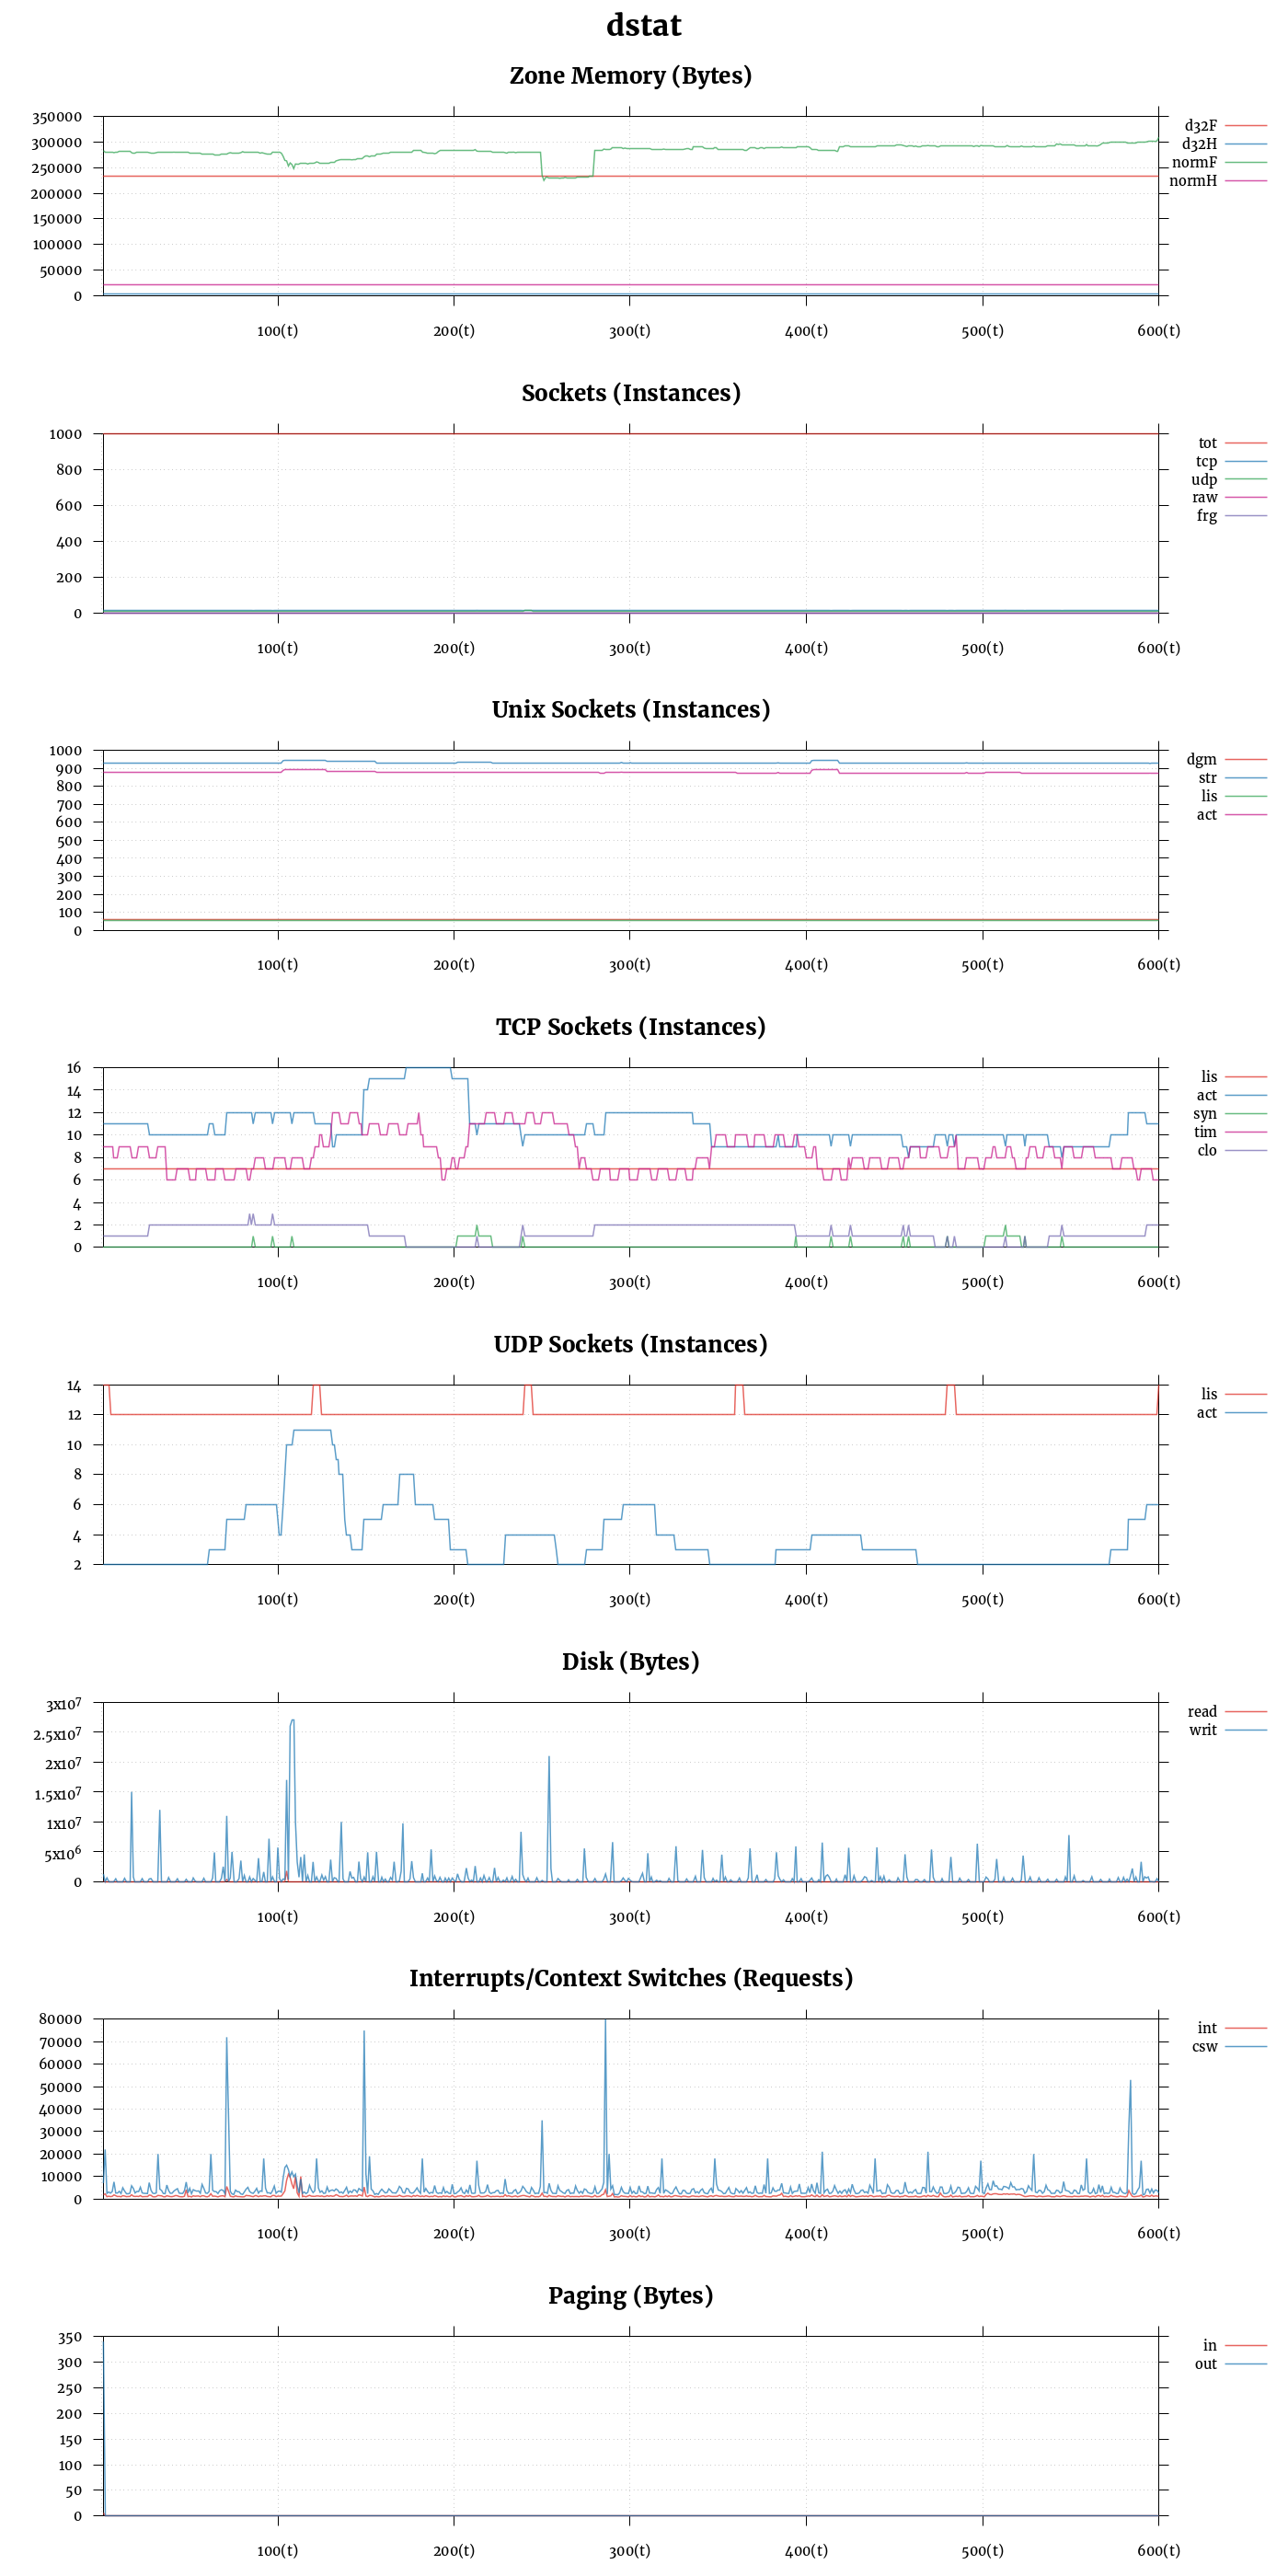 dstat
Zone Memory (Bytes)
350000
300000
250000
200000
150000
100000
50000
0
100(t) 200(t) 300(t) 400(t) 500(t) 600(t)
d32F
d32H
normF
normH
Sockets (Instances)
1000
800
600
400
200
0
100(t) 200(t) 300(t) 400(t) 500(t) 600(t)
tot
tcp
udp
raw
frg
Unix Sockets (Instances)
1000
900
800
700
600
500
400
300
200
100
0
100(t) 200(t) 300(t) 400(t) 500(t) 600(t)
dgm
str
lis
act
TCP Sockets (Instances)
16
14
12
10
8
6
4
2
0
100(t) 200(t) 300(t) 400(t) 500(t) 600(t)
lis
act
syn
tim
clo
UDP Sockets (Instances)
14
12
10
8
6
4
2
100(t) 200(t) 300(t) 400(t) 500(t) 600(t)
lis
act
Disk (Bytes)
3x10⁷
2.5x10⁷
2x10⁷
1.5x10⁷
1x10⁷
5x10⁶
0
100(t) 200(t) 300(t) 400(t) 500(t) 600(t)
read
writ
Interrupts/Context Switches (Requests)
80000
70000
60000
50000
40000
30000
20000
10000
0
100(t) 200(t) 300(t) 400(t) 500(t) 600(t)
int
csw
Paging (Bytes)
350
300
250
200
150
100
50
0
100(t) 200(t) 300(t) 400(t) 500(t) 600(t)
in
out